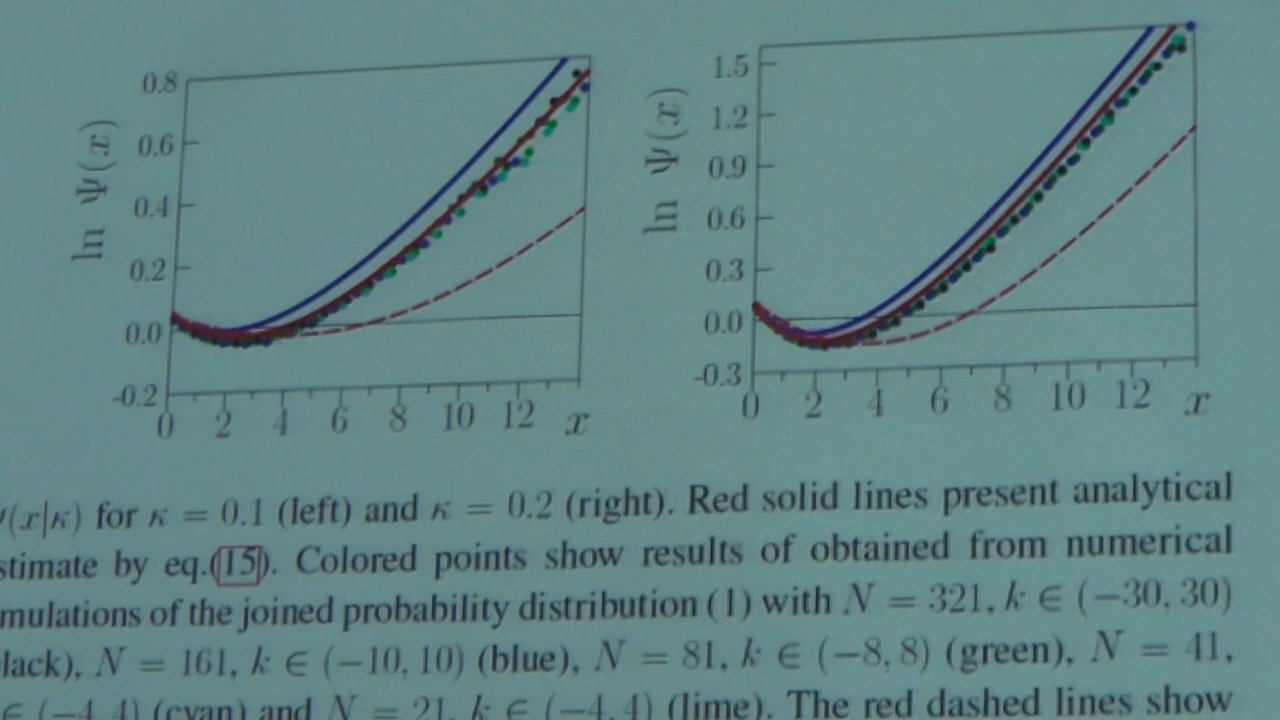 0.8
0.6
0.4
0.2
0.0
-0.2
ln Ψ(x)
0 2 4 6 8 10 12 x
1.5
1.2
0.9
0.6
0.3
0.0
-0.3
ln Ψ(x)
0 2 4 6 8 10 12 x
(x|κ) for κ = 0.1 (left) and κ = 0.2 (right). Red solid lines present analytical
stimate by eq.(15). Colored points show results of obtained from numerical
mulations of the joined probability distribution (1) with N = 321, k ∈ (−30, 30)
lack), N = 161, k ∈ (−10, 10) (blue), N = 81, k ∈ (−8, 8) (green), N = 41,
∈ (−4, 4) (cyan) and N = 21, k ∈ (−4, 4) (lime). The red dashed lines show